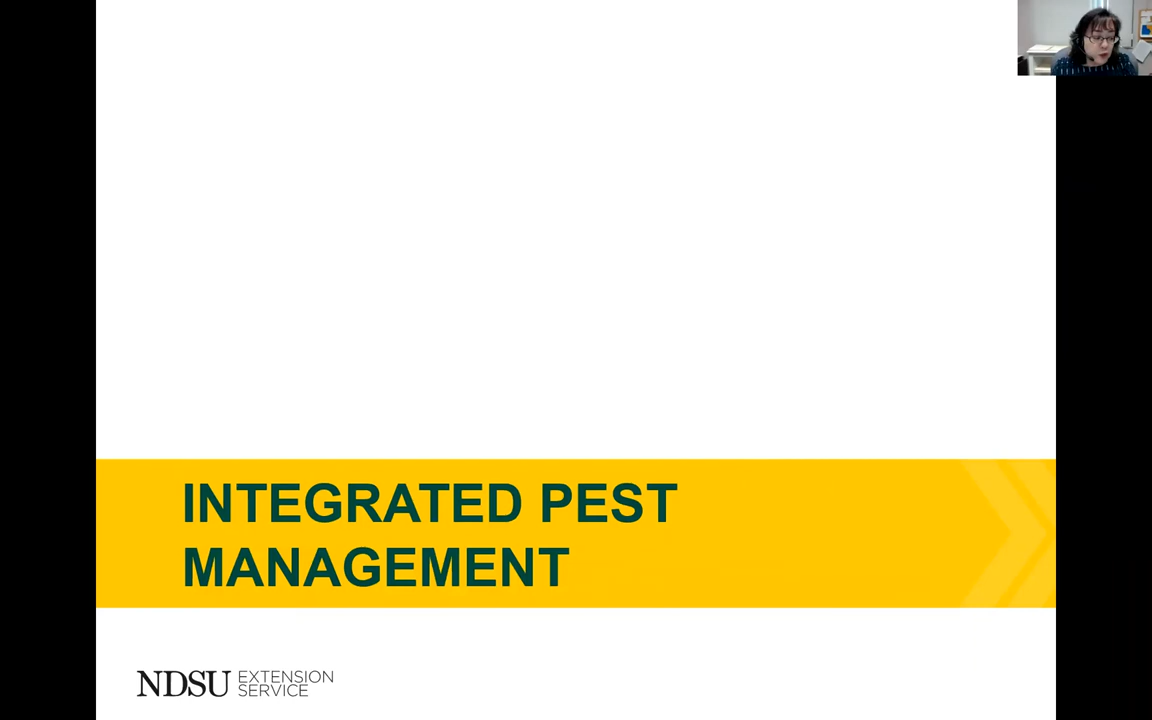 INTEGRATED PEST
MANAGEMENT
NDSU EXTENSION
SERVICE